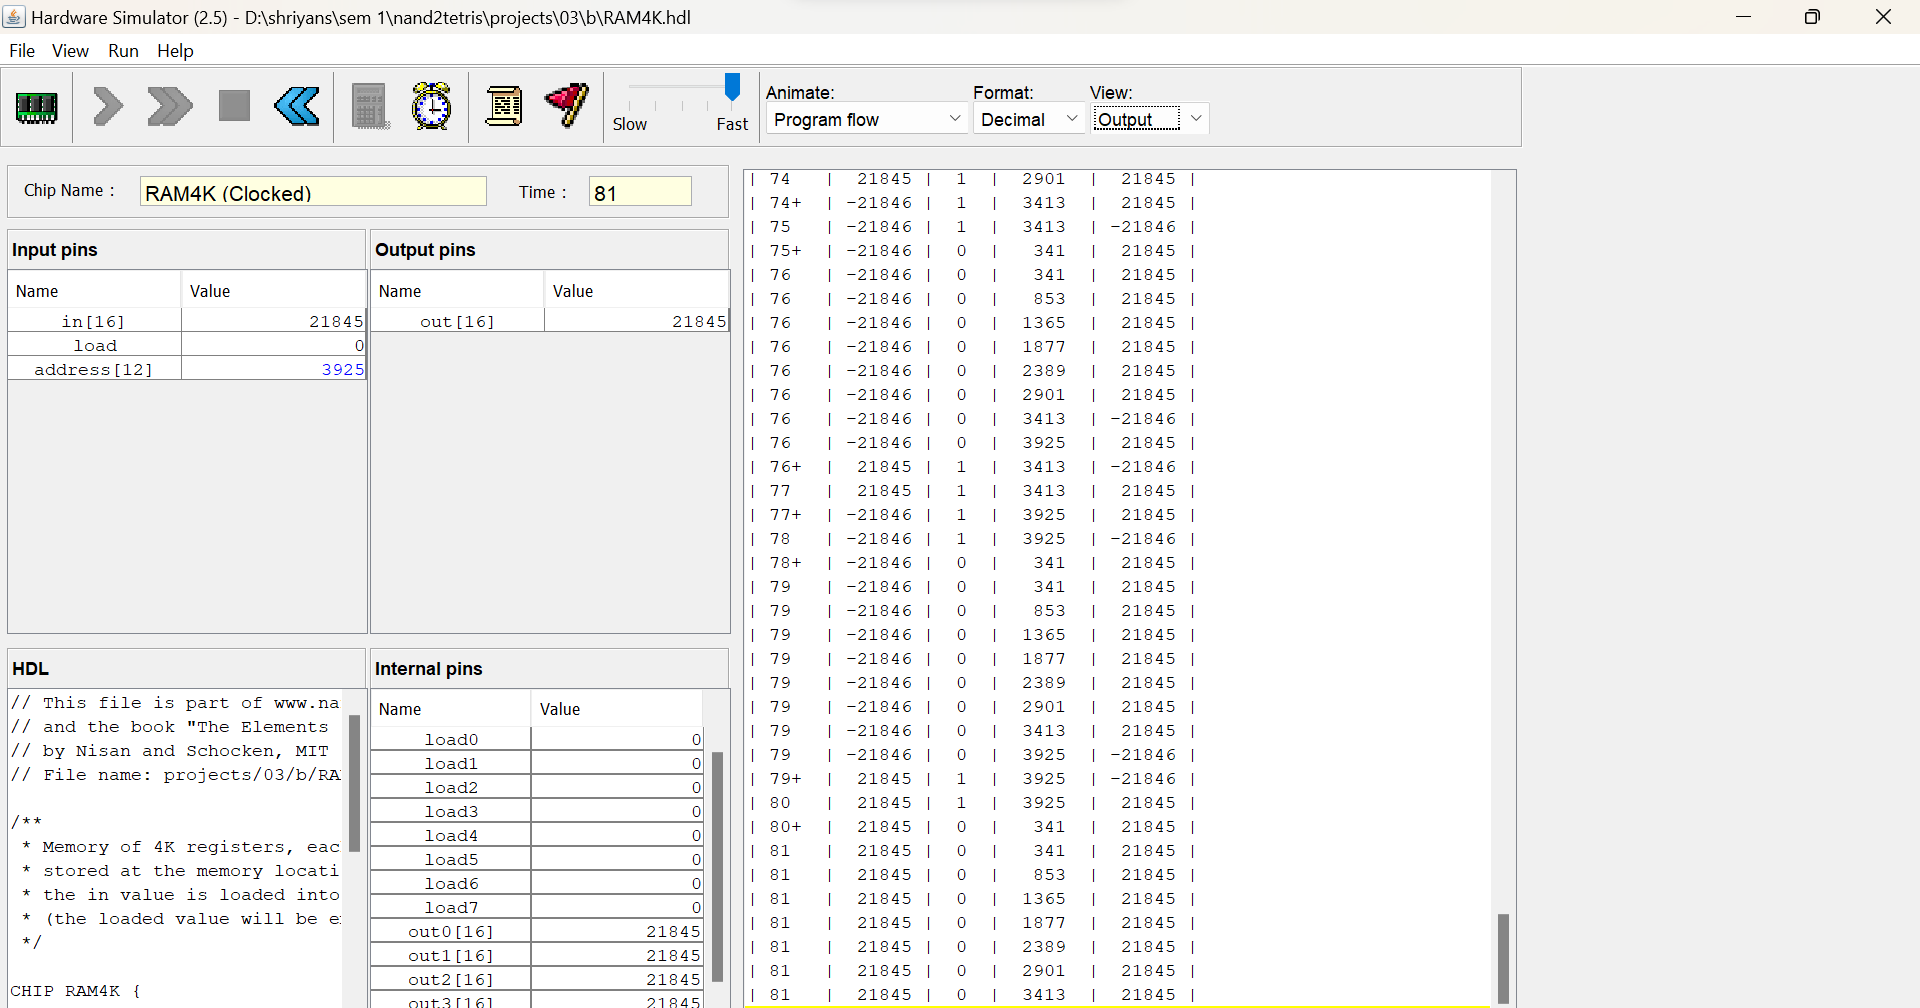 Hardware Simulator (2.5) - D:\shriyans\sem 1\nand2tetris\projects\03\b\RAM4K.hdl
File View Run Help
Slow Fast
Animate: Format: View:
Program flow Decimal Output
Chip Name : RAM4K (Clocked) Time : 81
Input pins
Name Value
in[16] 21845
load 0
address[12] 3925
Output pins
Name Value
out[16] 21845
HDL
// This file is part of www.na
// and the book "The Elements
// by Nisan and Schocken, MIT
// File name: projects/03/b/RA
/**
* Memory of 4K registers, eac
* stored at the memory locati
* the in value is loaded into
* (the loaded value will be e
*/
CHIP RAM4K {
Internal pins
Name Value
load0 0
load1 0
load2 0
load3 0
load4 0
load5 0
load6 0
load7 0
out0[16] 21845
out1[16] 21845
out2[16] 21845
out3[16] 21845
| 74 | 21845 | 1 | 2901 | 21845 |
| 74+ | -21846 | 1 | 3413 | 21845 |
| 75 | -21846 | 1 | 3413 | -21846 |
| 75+ | -21846 | 0 | 341 | 21845 |
| 76 | -21846 | 0 | 341 | 21845 |
| 76 | -21846 | 0 | 853 | 21845 |
| 76 | -21846 | 0 | 1365 | 21845 |
| 76 | -21846 | 0 | 1877 | 21845 |
| 76 | -21846 | 0 | 2389 | 21845 |
| 76 | -21846 | 0 | 2901 | 21845 |
| 76 | -21846 | 0 | 3413 | -21846 |
| 76 | -21846 | 0 | 3925 | 21845 |
| 76+ | 21845 | 1 | 3413 | -21846 |
| 77 | 21845 | 1 | 3413 | 21845 |
| 77+ | -21846 | 1 | 3925 | 21845 |
| 78 | -21846 | 1 | 3925 | -21846 |
| 78+ | -21846 | 0 | 341 | 21845 |
| 79 | -21846 | 0 | 341 | 21845 |
| 79 | -21846 | 0 | 853 | 21845 |
| 79 | -21846 | 0 | 1365 | 21845 |
| 79 | -21846 | 0 | 1877 | 21845 |
| 79 | -21846 | 0 | 2389 | 21845 |
| 79 | -21846 | 0 | 2901 | 21845 |
| 79 | -21846 | 0 | 3413 | 21845 |
| 79 | -21846 | 0 | 3925 | -21846 |
| 79+ | 21845 | 1 | 3925 | -21846 |
| 80 | 21845 | 1 | 3925 | 21845 |
| 80+ | 21845 | 0 | 341 | 21845 |
| 81 | 21845 | 0 | 341 | 21845 |
| 81 | 21845 | 0 | 853 | 21845 |
| 81 | 21845 | 0 | 1365 | 21845 |
| 81 | 21845 | 0 | 1877 | 21845 |
| 81 | 21845 | 0 | 2389 | 21845 |
| 81 | 21845 | 0 | 2901 | 21845 |
| 81 | 21845 | 0 | 3413 | 21845 |